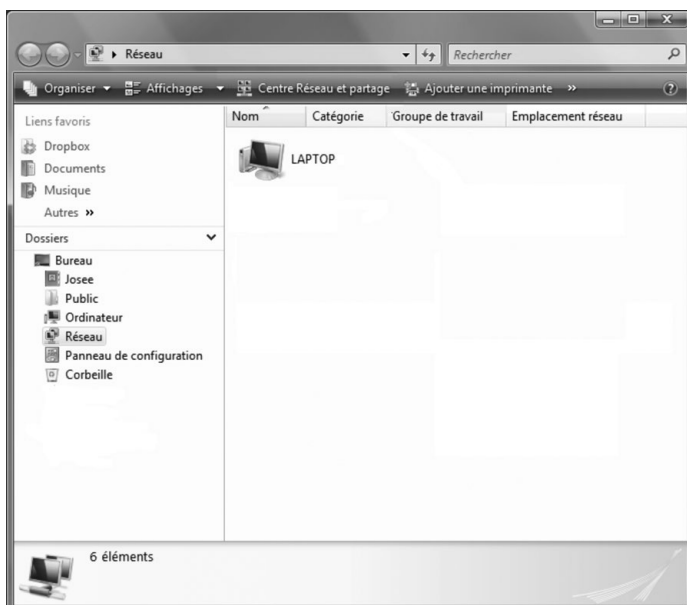 Réseau
Rechercher
Organiser Affichages Centre Réseau et partage Ajouter une imprimante »
Liens favoris
Dropbox
Documents
Musique
Autres »
Dossiers
Bureau
Josee
Public
Ordinateur
Réseau
Panneau de configuration
Corbeille
Nom Catégorie Groupe de travail Emplacement réseau
LAPTOP
6 éléments